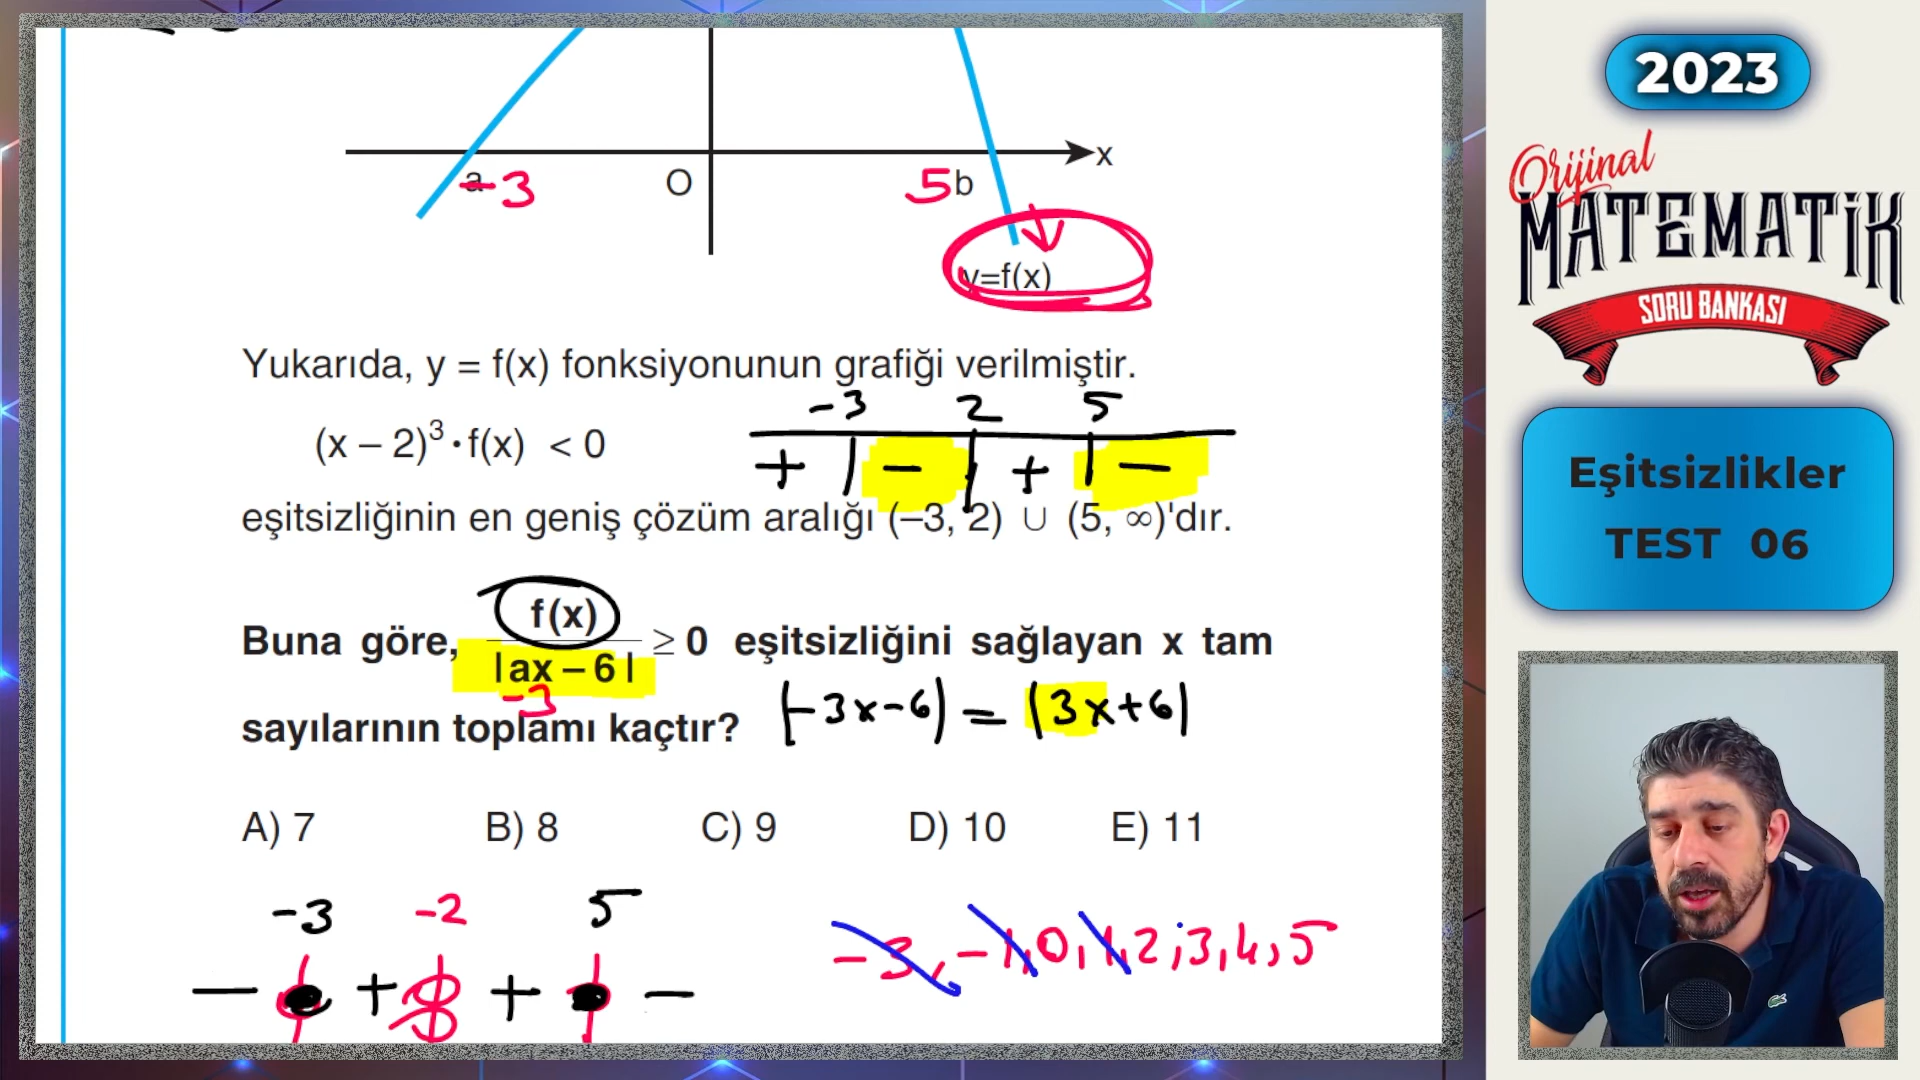 2023
Orijinal
MATEMATİK
SORU BANKASI
Eşitsizlikler
TEST 06
x
a -3 O 5 b
y=f(x)
Yukarıda, y = f(x) fonksiyonunun grafiği verilmiştir.
-3 2 5
(x – 2)³·f(x) < 0
+ - + -
eşitsizliğinin en geniş çözüm aralığı (–3, 2) ∪ (5, ∞)'dır.
Buna göre, f(x) / |ax – 6| ≥ 0 eşitsizliğini sağlayan x tam
-3
sayılarının toplamı kaçtır? |-3x-6| = |3x+6|
A) 7 B) 8 C) 9 D) 10 E) 11
-3 -2 5
-3, -1, 0, 1, 2, 3, 4, 5
- + + -